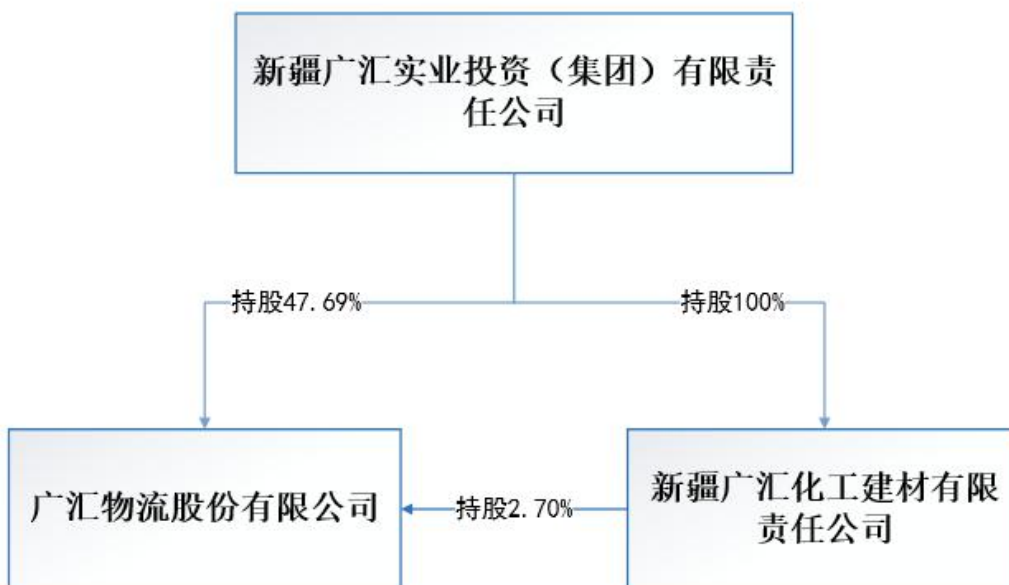 新疆广汇实业投资（集团）有限责
任公司
持股47.69%
持股100%
广汇物流股份有限公司
持股2.70%
新疆广汇化工建材有限
责任公司